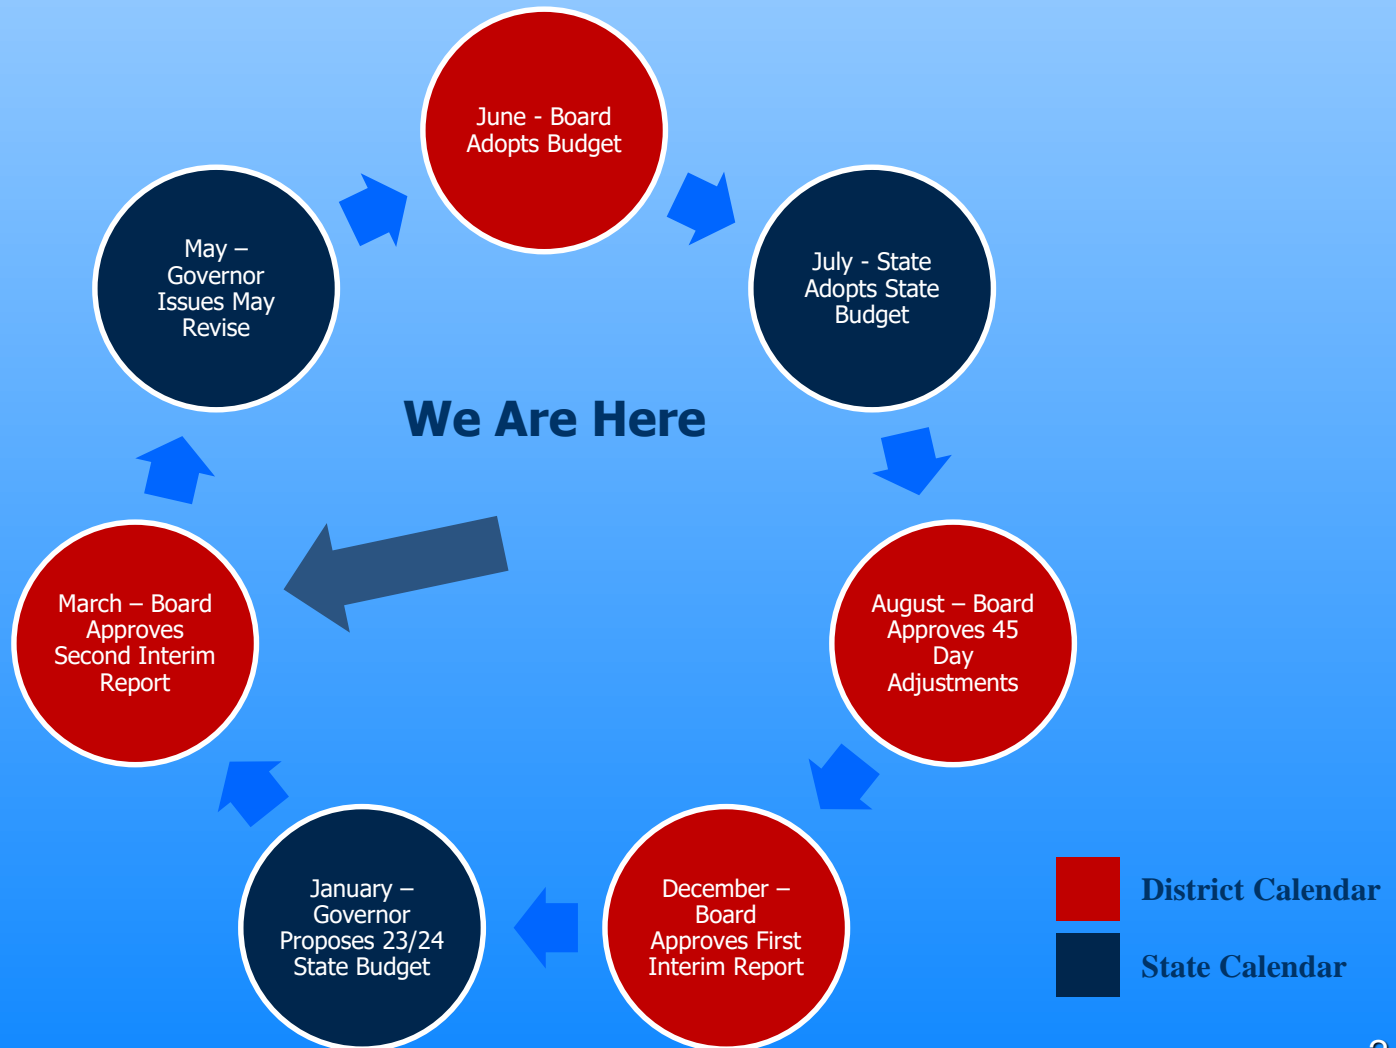 June - Board
Adopts Budget
July - State
Adopts State
Budget
August – Board
Approves 45
Day
Adjustments
December –
Board
Approves First
Interim Report
January –
Governor
Proposes 23/24
State Budget
March – Board
Approves
Second Interim
Report
May –
Governor
Issues May
Revise
We Are Here
District Calendar
State Calendar